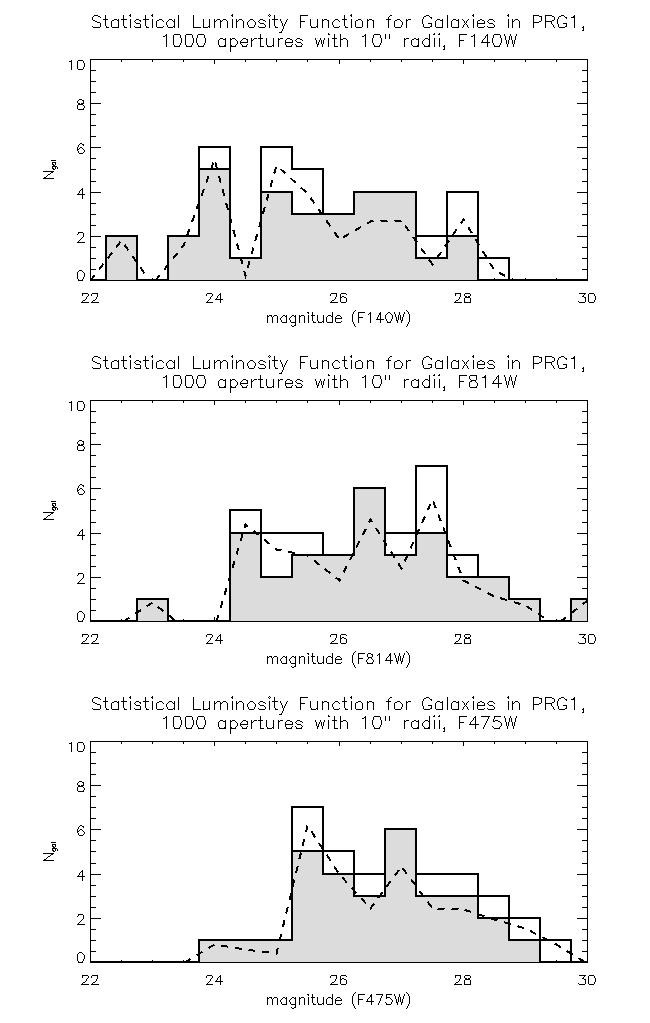 Statistical Luminosity Function for Galaxies in PRG1,
1000 apertures with 10" radii, F140W
10
8
6
4
2
0
N_gal
22 24 26 28 30
magnitude (F140W)
Statistical Luminosity Function for Galaxies in PRG1,
1000 apertures with 10" radii, F814W
10
8
6
4
2
0
N_gal
22 24 26 28 30
magnitude (F814W)
Statistical Luminosity Function for Galaxies in PRG1,
1000 apertures with 10" radii, F475W
10
8
6
4
2
0
N_gal
22 24 26 28 30
magnitude (F475W)